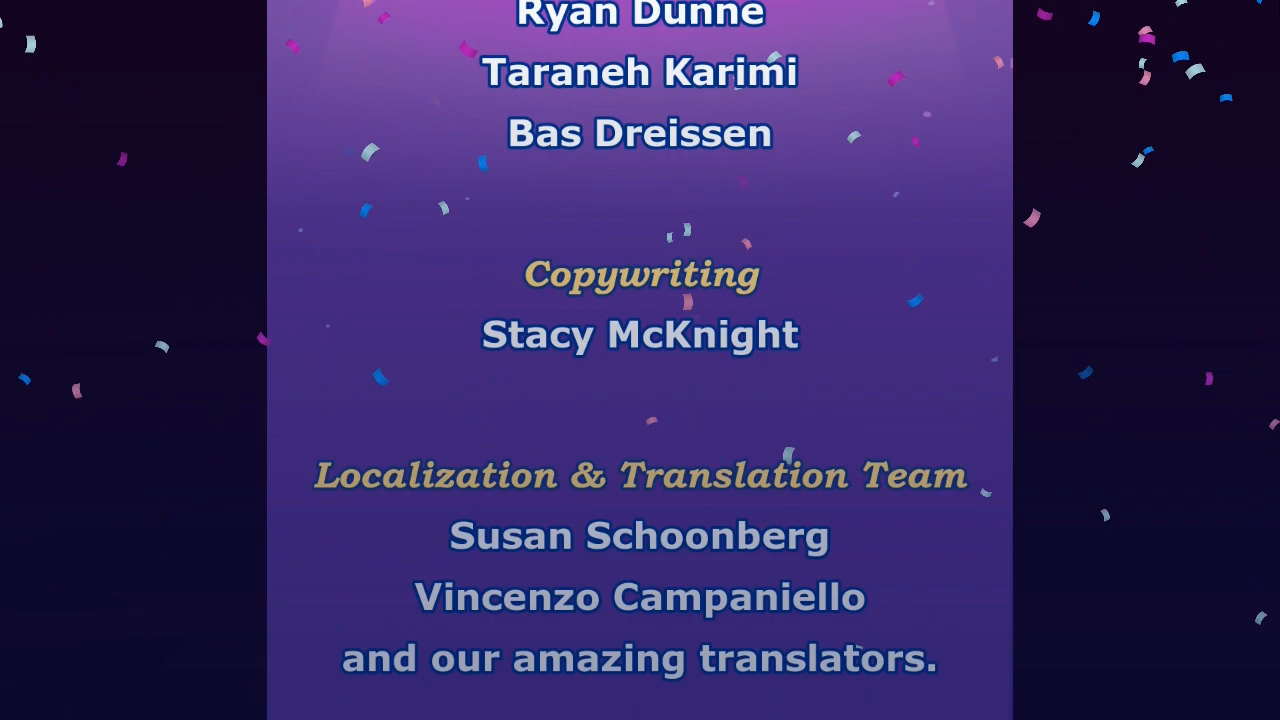 Ryan Dunne
Taraneh Karimi
Bas Dreissen
Copywriting
Stacy McKnight
Localization & Translation Team
Susan Schoonberg
Vincenzo Campaniello
and our amazing translators.